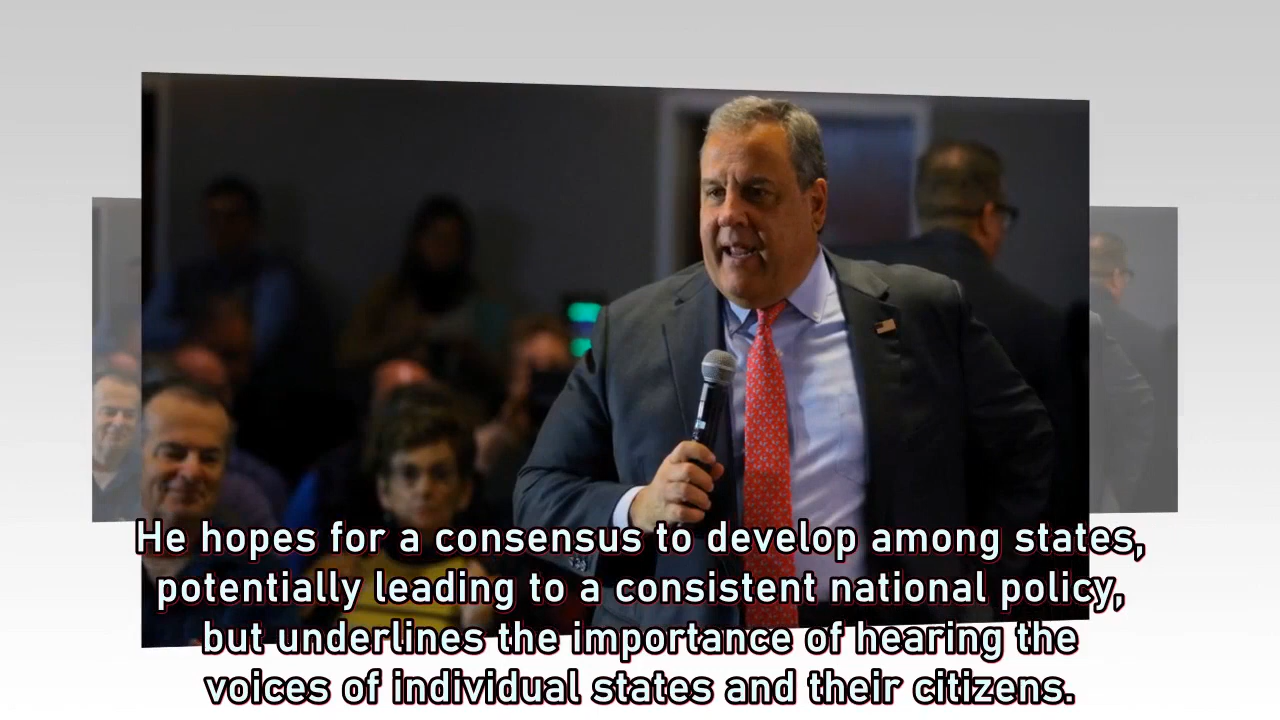 He hopes for a consensus to develop among states,
potentially leading to a consistent national policy,
but underlines the importance of hearing the
voices of individual states and their citizens.